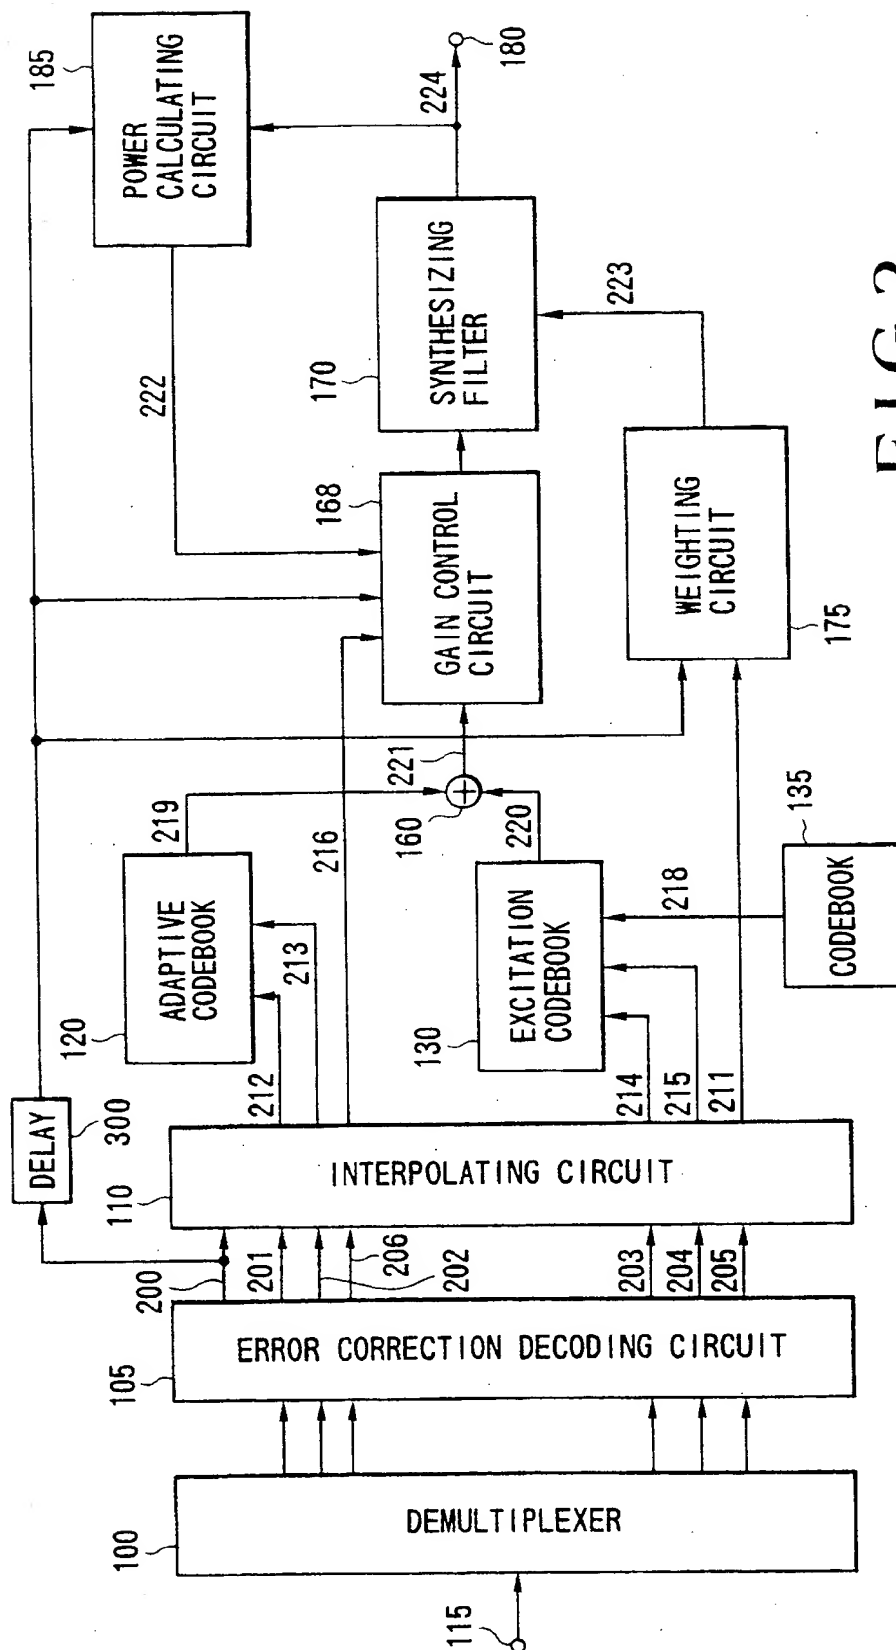 115
100
DEMULTIPLEXER
105
ERROR CORRECTION DECODING CIRCUIT
200
201
202
206
203
204
205
110
INTERPOLATING CIRCUIT
DELAY
300
212
213
216
214
215
211
120
ADAPTIVE
CODEBOOK
219
130
EXCITATION
CODEBOOK
220
218
135
CODEBOOK
160
221
168
GAIN CONTROL
CIRCUIT
222
175
WEIGHTING
CIRCUIT
223
170
SYNTHESIZING
FILTER
185
POWER
CALCULATING
CIRCUIT
224
180